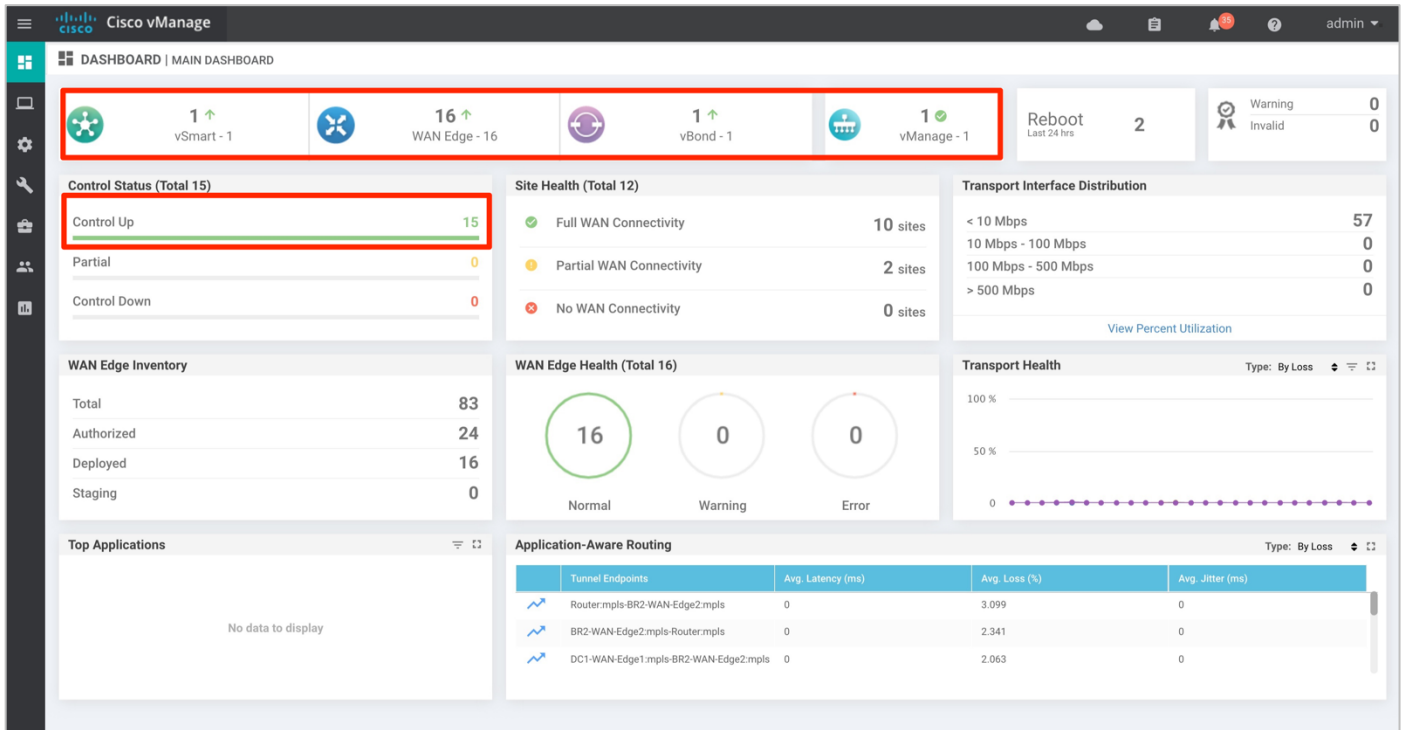 cisco Cisco vManage 35 admin
DASHBOARD | MAIN DASHBOARD
1 vSmart - 1
16 WAN Edge - 16
1 vBond - 1
1 vManage - 1
Reboot Last 24 hrs 2
Warning 0
Invalid 0
Control Status (Total 15)
Control Up 15
Partial 0
Control Down 0
Site Health (Total 12)
Full WAN Connectivity 10 sites
Partial WAN Connectivity 2 sites
No WAN Connectivity 0 sites
Transport Interface Distribution
< 10 Mbps 57
10 Mbps - 100 Mbps 0
100 Mbps - 500 Mbps 0
> 500 Mbps 0
View Percent Utilization
WAN Edge Inventory
Total 83
Authorized 24
Deployed 16
Staging 0
WAN Edge Health (Total 16)
16 0 0
Normal Warning Error
Transport Health Type: By Loss
100 %
50 %
0
Top Applications
No data to display
Application-Aware Routing Type: By Loss
Tunnel Endpoints Avg. Latency (ms) Avg. Loss (%) Avg. Jitter (ms)
Router:mpls-BR2-WAN-Edge2:mpls 0 3.099 0
BR2-WAN-Edge2:mpls-Router:mpls 0 2.341 0
DC1-WAN-Edge1:mpls-BR2-WAN-Edge2:mpls 0 2.063 0